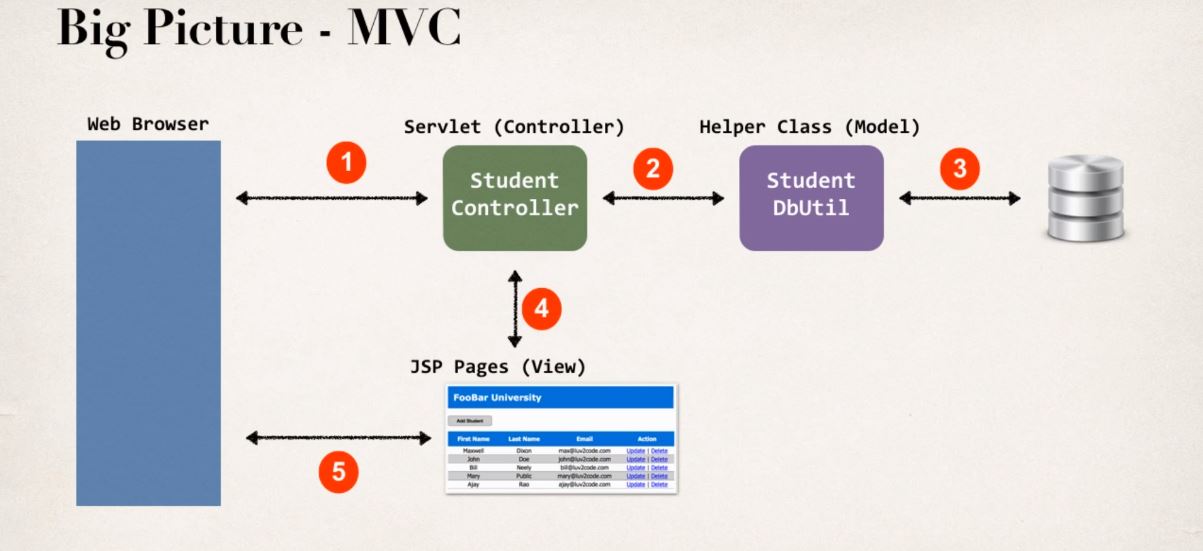 Big Picture - MVC
Web Browser
Servlet (Controller)
Helper Class (Model)
1
2
3
Student
Controller
Student
DbUtil
4
JSP Pages (View)
FooBar University
Add Student
First Name Last Name Email Action
Maxwell Dixon max@luv2code.com Update | Delete
John Doe john@luv2code.com Update | Delete
Bill Neely bill@luv2code.com Update | Delete
Mary Public mary@luv2code.com Update | Delete
Ajay Rao ajay@luv2code.com Update | Delete
5